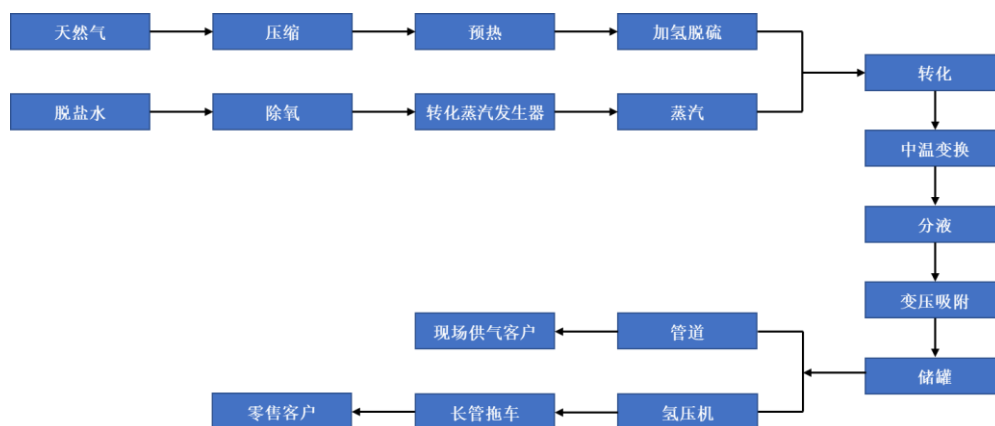 天然气
压缩
预热
加氢脱硫
脱盐水
除氧
转化蒸汽发生器
蒸汽
转化
中温变换
分液
变压吸附
储罐
管道
现场供气客户
氢压机
长管拖车
零售客户